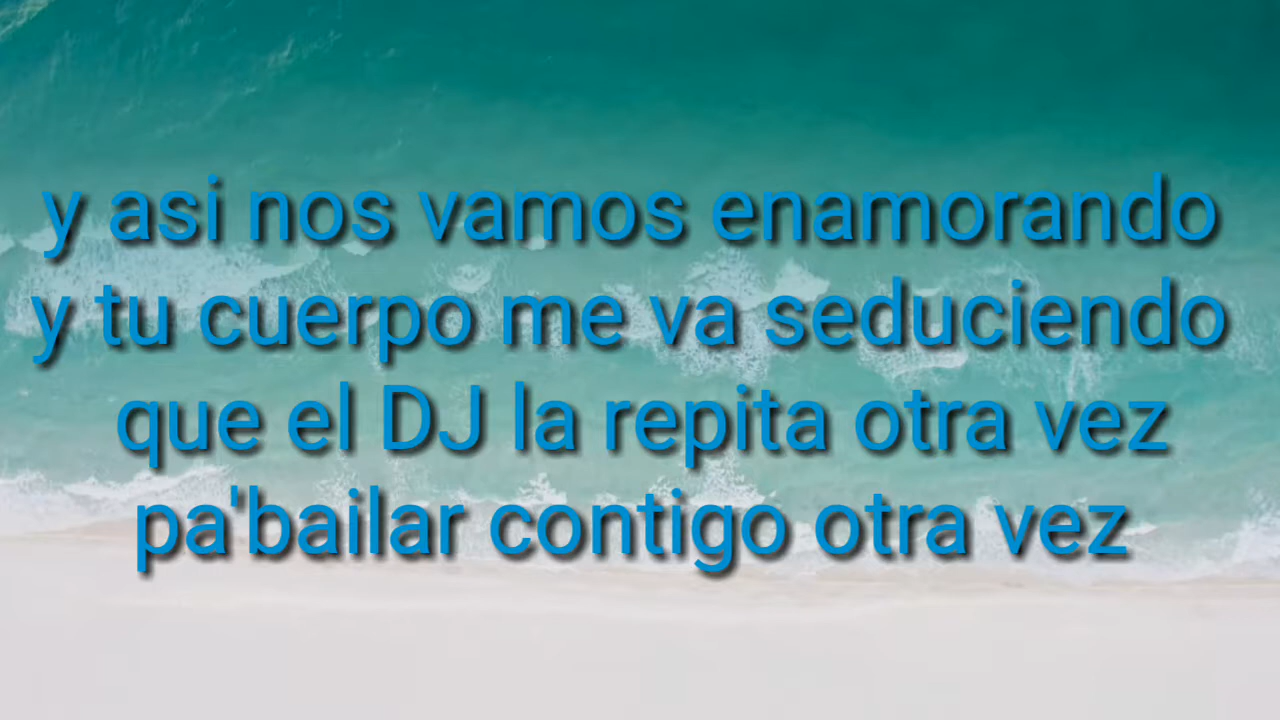 y asi nos vamos enamorando
y tu cuerpo me va seduciendo
que el DJ la repita otra vez
pa'bailar contigo otra vez